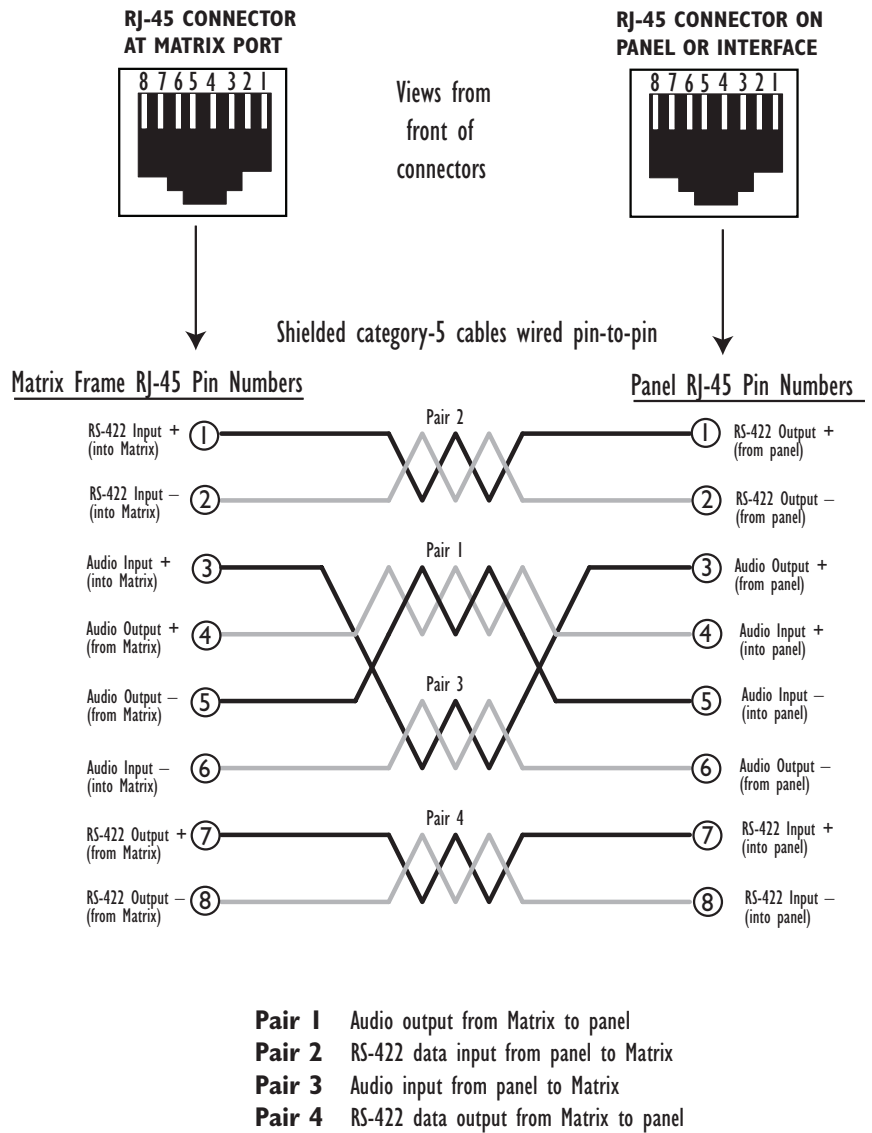 RJ-45 CONNECTOR
AT MATRIX PORT
8 7 6 5 4 3 2 1
Views from
front of
connectors
RJ-45 CONNECTOR ON
PANEL OR INTERFACE
8 7 6 5 4 3 2 1
Shielded category-5 cables wired pin-to-pin
Matrix Frame RJ-45 Pin Numbers
Panel RJ-45 Pin Numbers
RS-422 Input +
(into Matrix)
1
Pair 2
1
RS-422 Output +
(from panel)
RS-422 Input –
(into Matrix)
2
2
RS-422 Output –
(from panel)
Audio Input +
(into Matrix)
3
Pair 1
3
Audio Output +
(from panel)
Audio Output +
(from Matrix)
4
4
Audio Input +
(into panel)
Audio Output –
(from Matrix)
5
Pair 3
5
Audio Input –
(into panel)
Audio Input –
(into Matrix)
6
6
Audio Output –
(from panel)
RS-422 Output +
(from Matrix)
7
Pair 4
7
RS-422 Input +
(into panel)
RS-422 Output –
(from Matrix)
8
8
RS-422 Input –
(into panel)
Pair 1 Audio output from Matrix to panel
Pair 2 RS-422 data input from panel to Matrix
Pair 3 Audio input from panel to Matrix
Pair 4 RS-422 data output from Matrix to panel